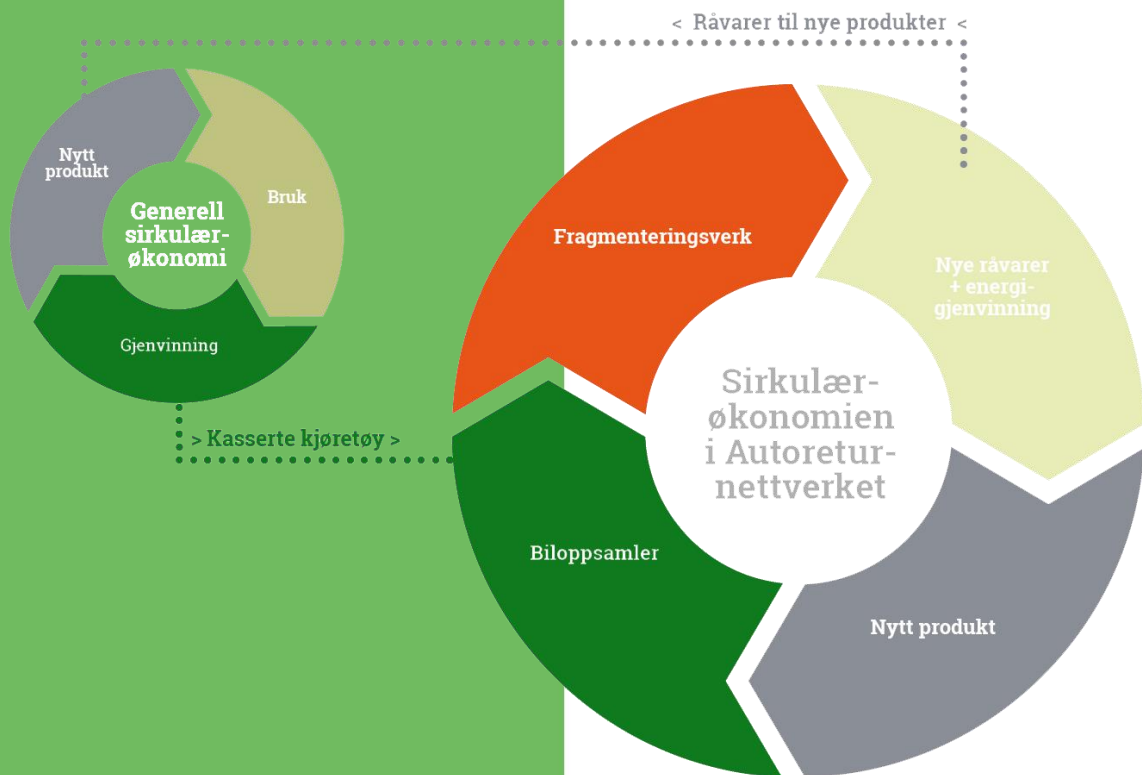 < Råvarer til nye produkter <
Nytt
produkt
Bruk
Generell
sirkulær-
økonomi
Gjenvinning
> Kasserte kjøretøy >
Fragmenteringsverk
Nye råvarer
+ energi-
gjenvinning
Sirkulær-
økonomien
i Autoretur-
nettverket
Biloppsamler
Nytt produkt